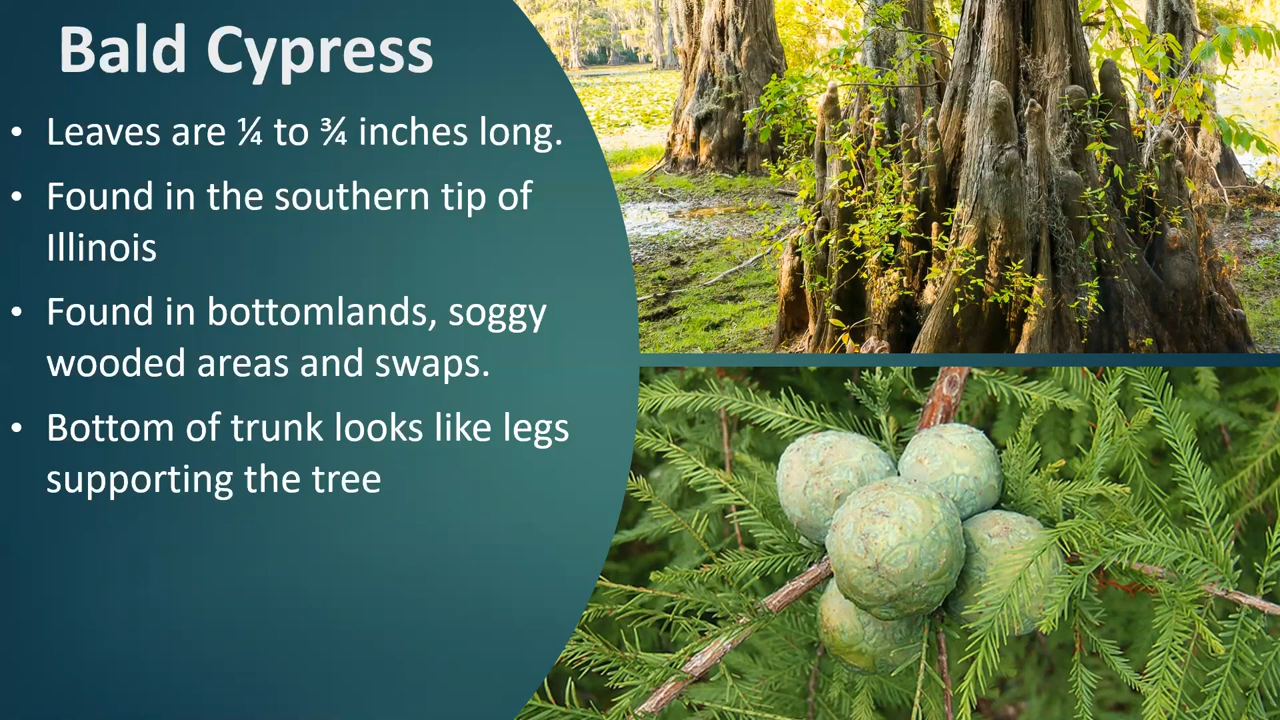 Bald Cypress
• Leaves are ¼ to ¾ inches long.
• Found in the southern tip of
Illinois
• Found in bottomlands, soggy
wooded areas and swaps.
• Bottom of trunk looks like legs
supporting the tree